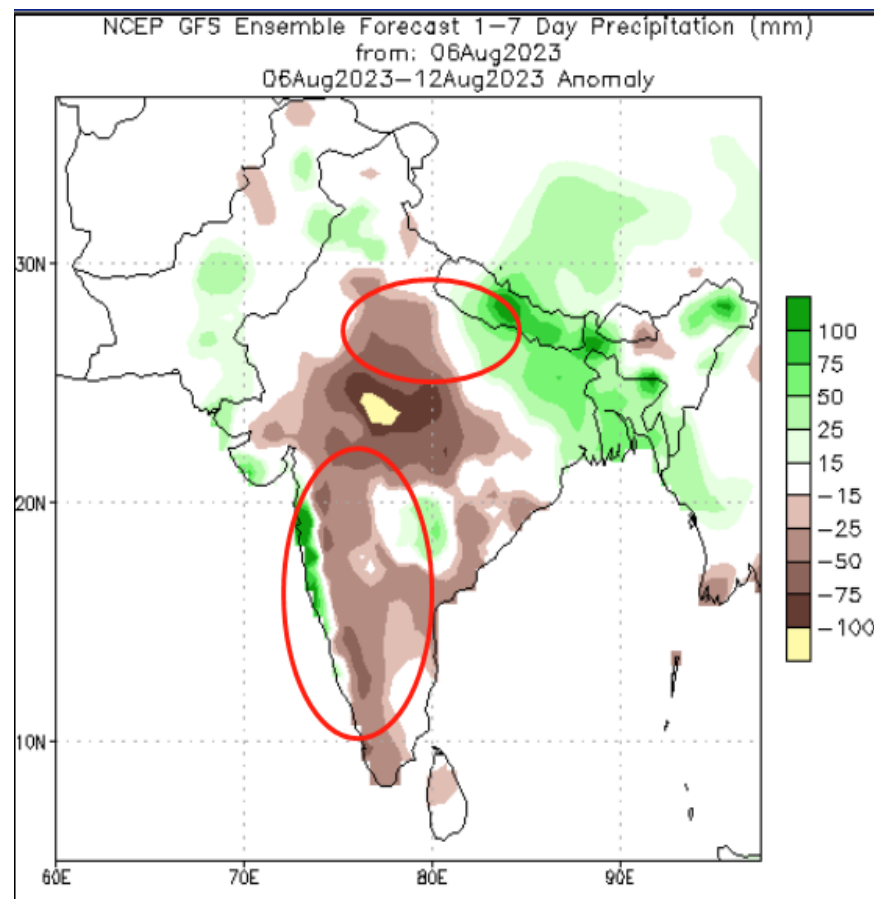 NCEP GFS Ensemble Forecast 1–7 Day Precipitation (mm)
from: 06Aug2023
06Aug2023–12Aug2023 Anomaly
30N
20N
10N
60E 70E 80E 90E
100
75
50
25
15
−15
−25
−50
−75
−100